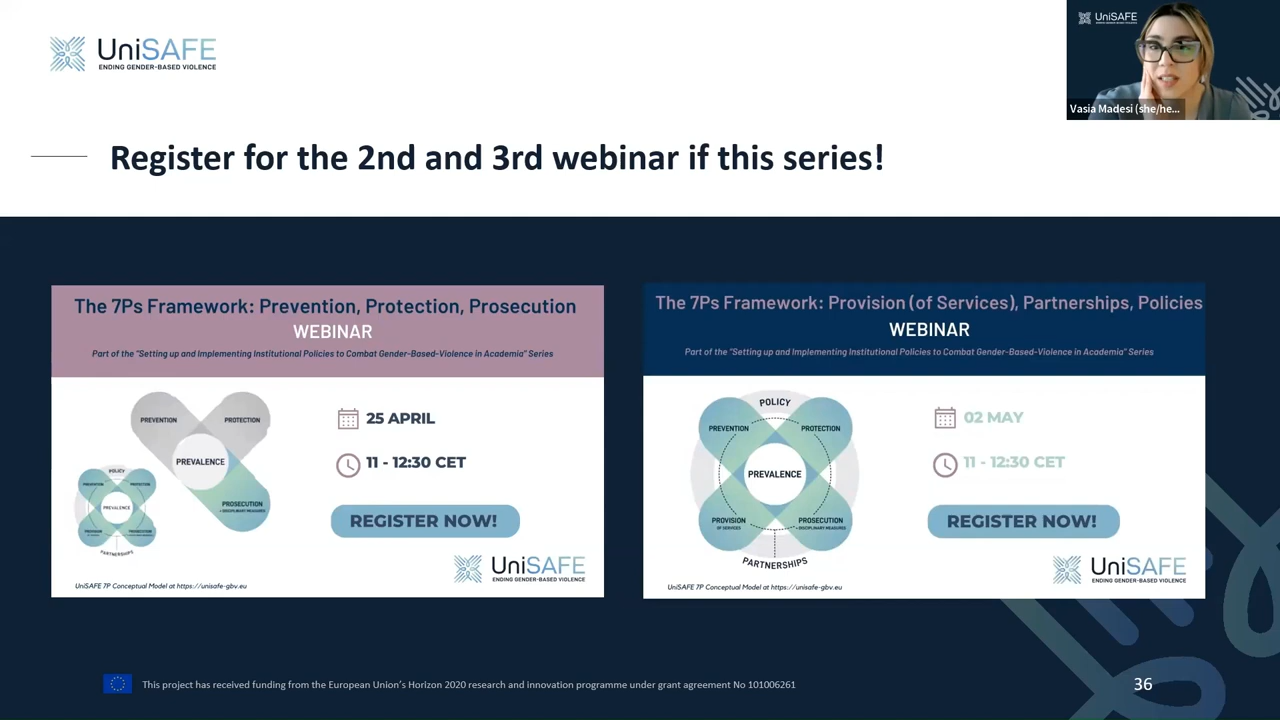 UniSAFE
ENDING GENDER-BASED VIOLENCE
UniSAFE
Vasia Madesi (she/he...
Register for the 2nd and 3rd webinar if this series!
The 7Ps Framework: Prevention, Protection, Prosecution
WEBINAR
Part of the "Setting up and Implementing Institutional Policies to Combat Gender-Based-Violence in Academia" Series
PREVENTION
PROTECTION
PREVALENCE
PROSECUTION
+ DISCIPLINARY MEASURES
POLICY
PREVENTION
PROTECTION
PREVALENCE
PROVISION
PROSECUTION
PARTNERSHIPS
25 APRIL
11 - 12:30 CET
REGISTER NOW!
UniSAFE
ENDING GENDER-BASED VIOLENCE
UniSAFE 7P Conceptual Model at https://unisafe-gbv.eu
The 7Ps Framework: Provision (of Services), Partnerships, Policies
WEBINAR
Part of the "Setting up and Implementing Institutional Policies to Combat Gender-Based-Violence in Academia" Series
POLICY
PREVENTION
PROTECTION
PREVALENCE
PROVISION
OF SERVICES
PROSECUTION
+ DISCIPLINARY MEASURES
PARTNERSHIPS
02 MAY
11 - 12:30 CET
REGISTER NOW!
UniSAFE
ENDING GENDER-BASED VIOLENCE
UniSAFE 7P Conceptual Model at https://unisafe-gbv.eu
This project has received funding from the European Union's Horizon 2020 research and innovation programme under grant agreement No 101006261
36